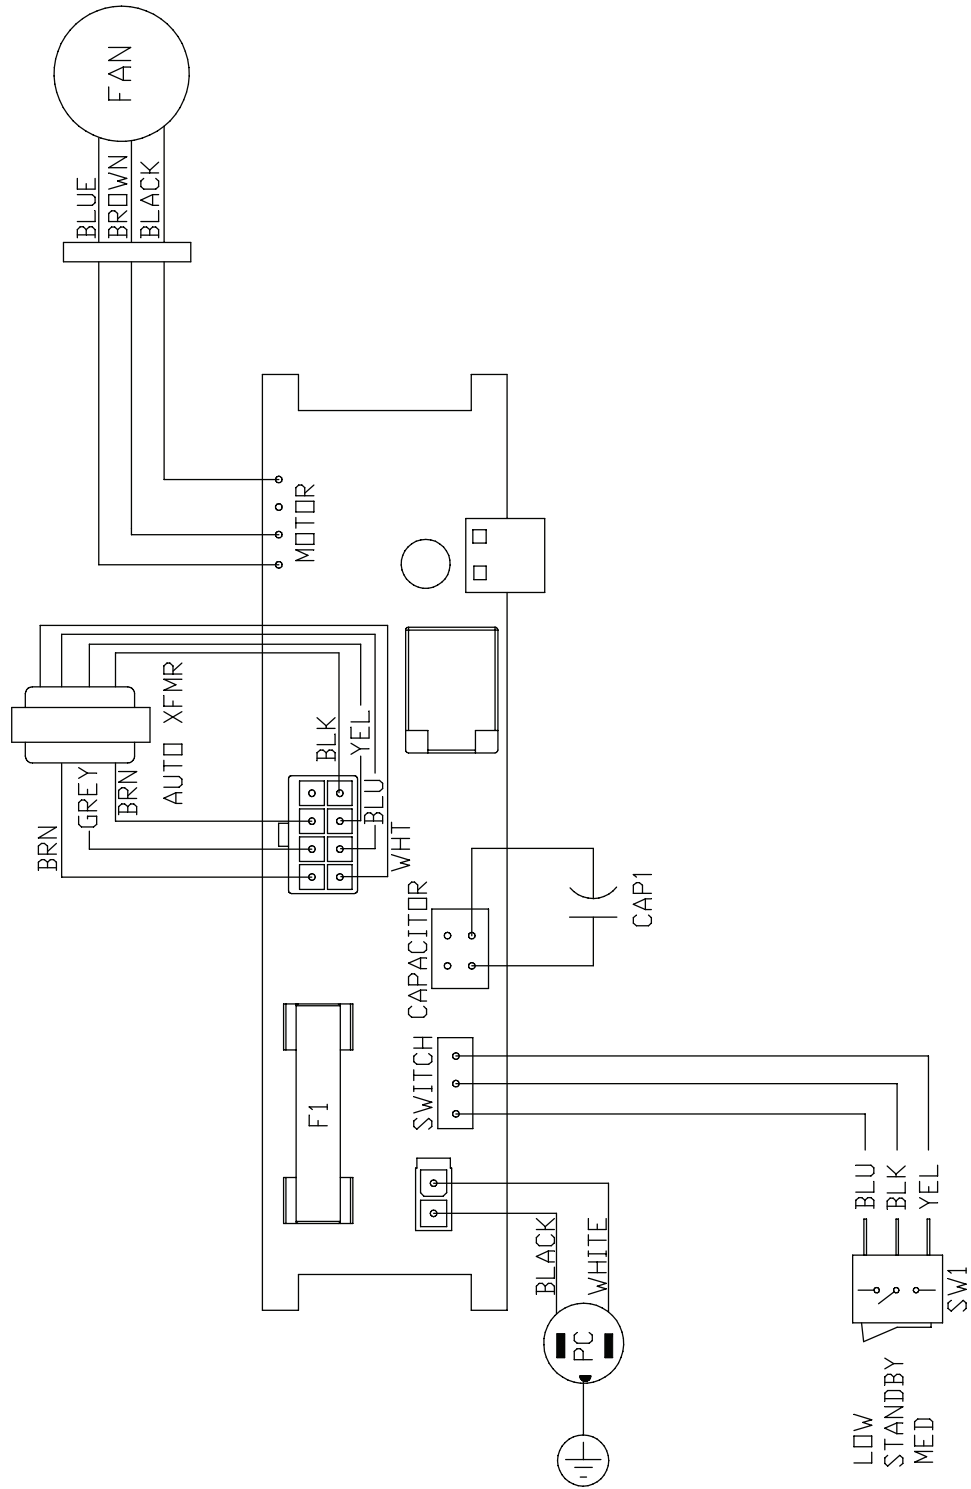 FAN
BLUE
BROWN
BLACK
MOTOR
AUTO XFMR
BRN
GREY
BRN
BLK
YEL
BLU
WHT
CAPACITOR
CAP1
F1
SWITCH
BLACK
WHITE
PC
BLU
BLK
YEL
SW1
LOW
STANDBY
MED